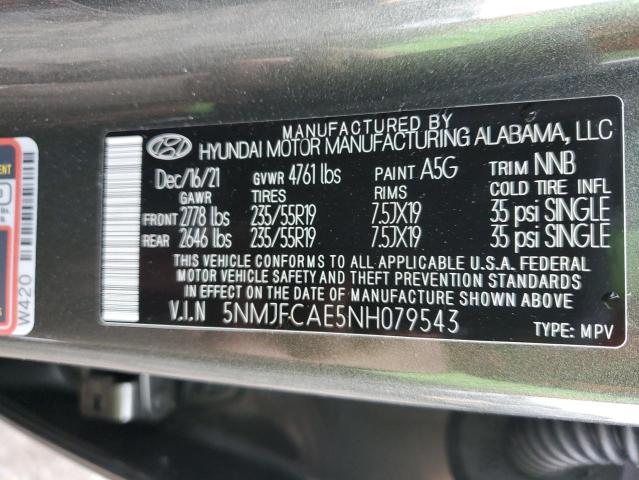 MANUFACTURED BY
HYUNDAI MOTOR MANUFACTURING ALABAMA, LLC
Dec/16/21 GVWR 4761 lbs PAINT A5G TRIM NNB
GAWR TIRES RIMS COLD TIRE INFL
FRONT 2778 lbs 235/55R19 7.5JX19 35 psi SINGLE
REAR 2646 lbs 235/55R19 7.5JX19 35 psi SINGLE
THIS VEHICLE CONFORMS TO ALL APPLICABLE U.S.A. FEDERAL
MOTOR VEHICLE SAFETY AND THEFT PREVENTION STANDARDS
IN EFFECT ON THE DATE OF MANUFACTURE SHOWN ABOVE.
V.I.N 5NMJFCAE5NH079543
TYPE: MPV
W420